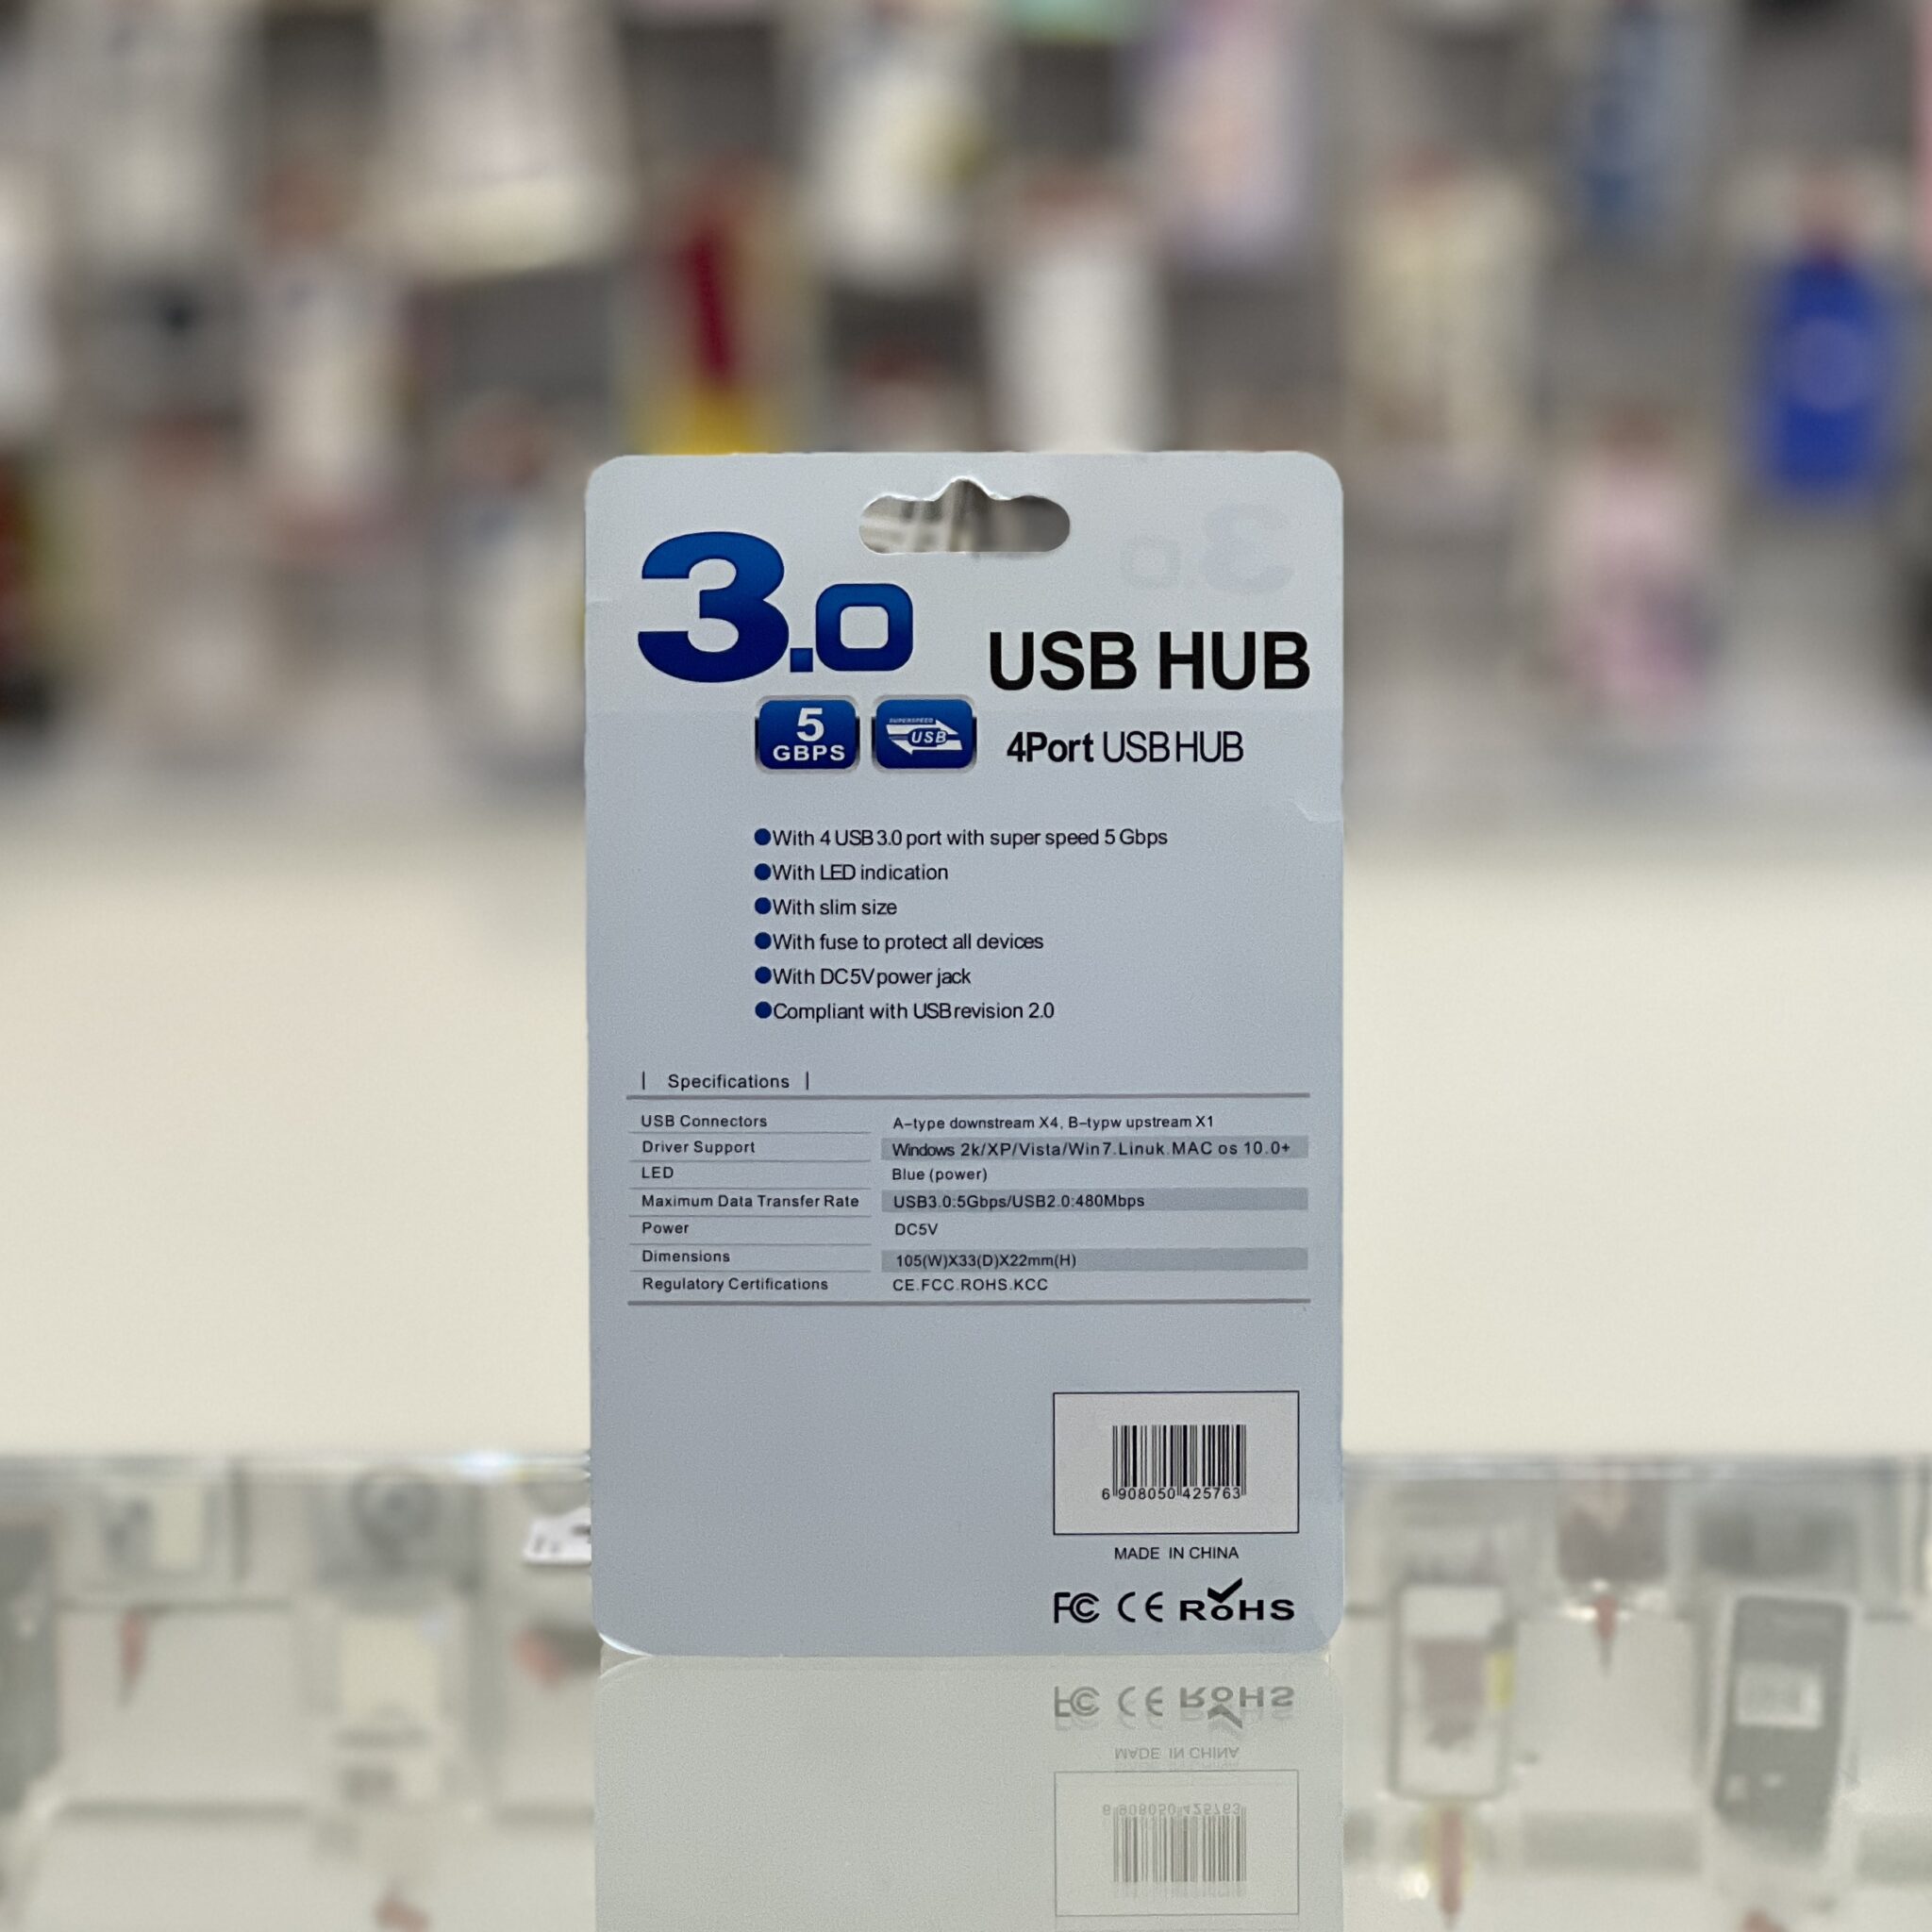 3.0
USB HUB
5
GBPS
SUPERSPEED
USB
4Port USB HUB
●With 4 USB 3.0 port with super speed 5 Gbps
●With LED indication
●With slim size
●With fuse to protect all devices
●With DC5V power jack
●Compliant with USB revision 2.0
| Specifications |
USB Connectors A-type downstream X4, B-typw upstream X1
Driver Support Windows 2k/XP/Vista/Win7.Linuk.MAC os 10.0+
LED Blue (power)
Maximum Data Transfer Rate USB3.0:5Gbps/USB2.0:480Mbps
Power DC5V
Dimensions 105(W)X33(D)X22mm(H)
Regulatory Certifications CE.FCC.ROHS.KCC
6 908050 425763
MADE IN CHINA
FC CE RoHS